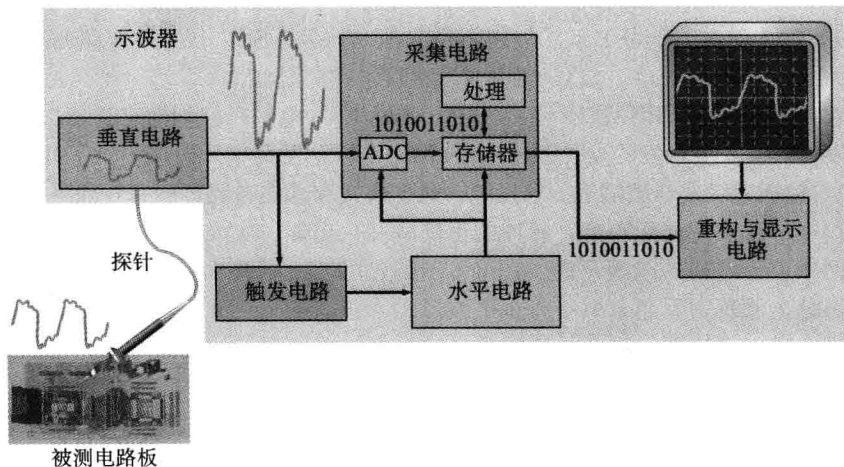 示波器
采集电路
处理
垂直电路
1010011010
ADC
存储器
探针
触发电路
水平电路
1010011010
重构与显示
电路
被测电路板